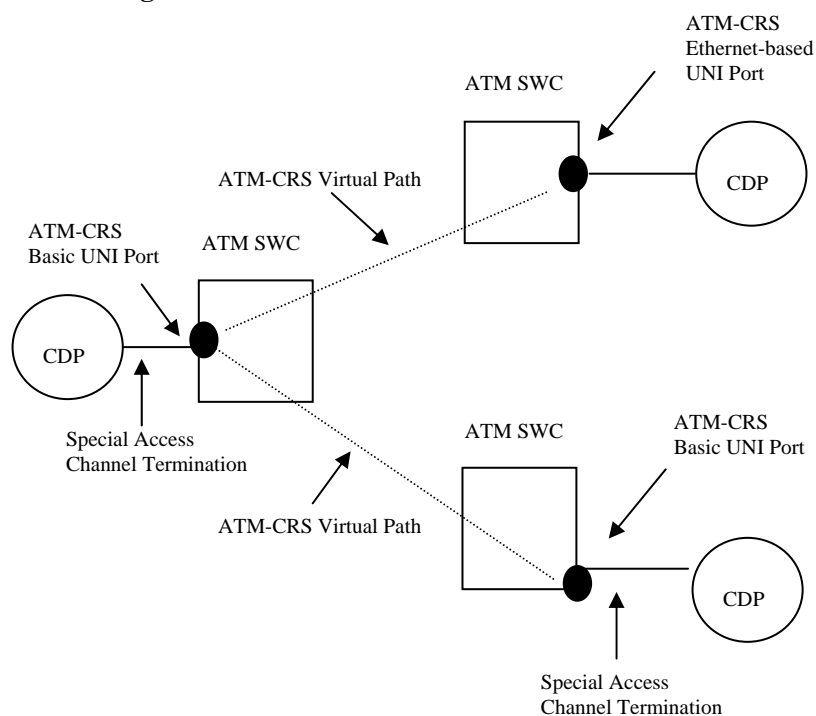 ATM-CRS
Ethernet-based
UNI Port
ATM SWC
CDP
ATM-CRS Virtual Path
ATM-CRS
Basic UNI Port
ATM SWC
CDP
Special Access
Channel Termination
ATM-CRS Virtual Path
ATM SWC
ATM-CRS
Basic UNI Port
CDP
Special Access
Channel Termination